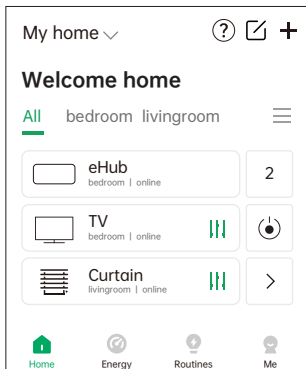 My home
?
Welcome home
All bedroom livingroom
eHub
bedroom | online
2
TV
bedroom | online
Curtain
livingroom | online
Home Energy Routines Me